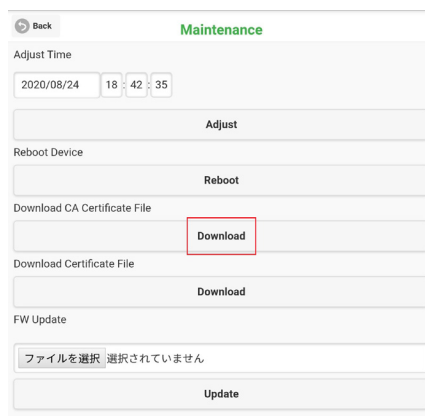 Back
Maintenance
Adjust Time
2020/08/24 18 : 42 : 35
Adjust
Reboot Device
Reboot
Download CA Certificate File
Download
Download Certificate File
Download
FW Update
ファイルを選択 選択されていません
Update